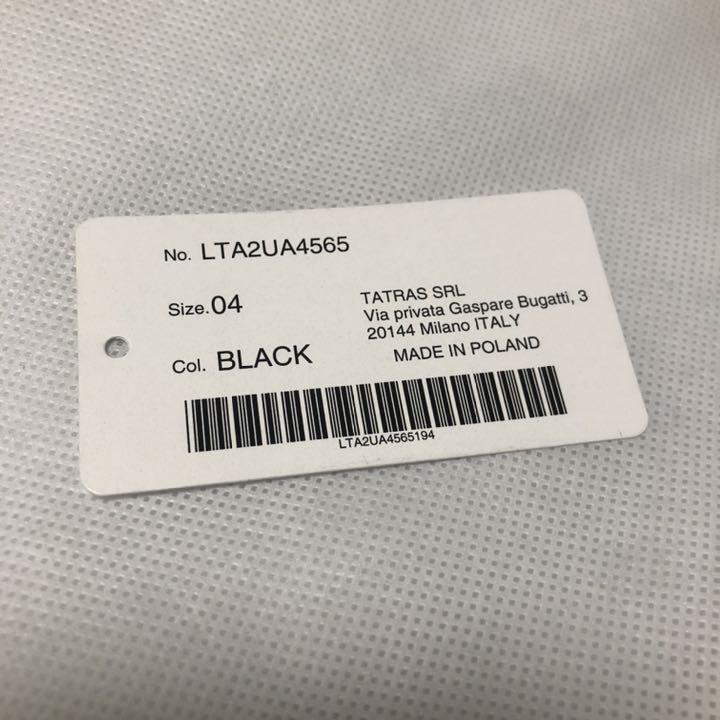 No. LTA2UA4565
Size.04
Col. BLACK
TATRAS SRL
Via privata Gaspare Bugatti, 3
20144 Milano ITALY
MADE IN POLAND
LTA2UA4565194